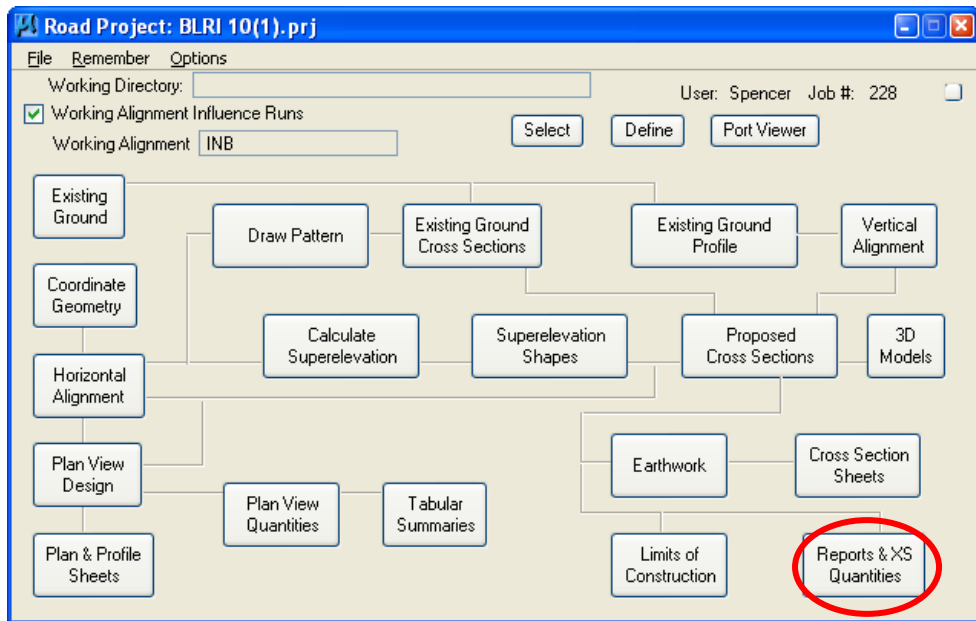 Road Project: BLRI 10(1).prj
File Remember Options
Working Directory:
User: Spencer Job #: 228
Working Alignment Influence Runs
Working Alignment INB
Select
Define
Port Viewer
Existing
Ground
Draw Pattern
Existing Ground
Cross Sections
Existing Ground
Profile
Vertical
Alignment
Coordinate
Geometry
Calculate
Superelevation
Superelevation
Shapes
Proposed
Cross Sections
3D
Models
Horizontal
Alignment
Plan View
Design
Earthwork
Cross Section
Sheets
Plan View
Quantities
Tabular
Summaries
Plan & Profile
Sheets
Limits of
Construction
Reports & XS
Quantities